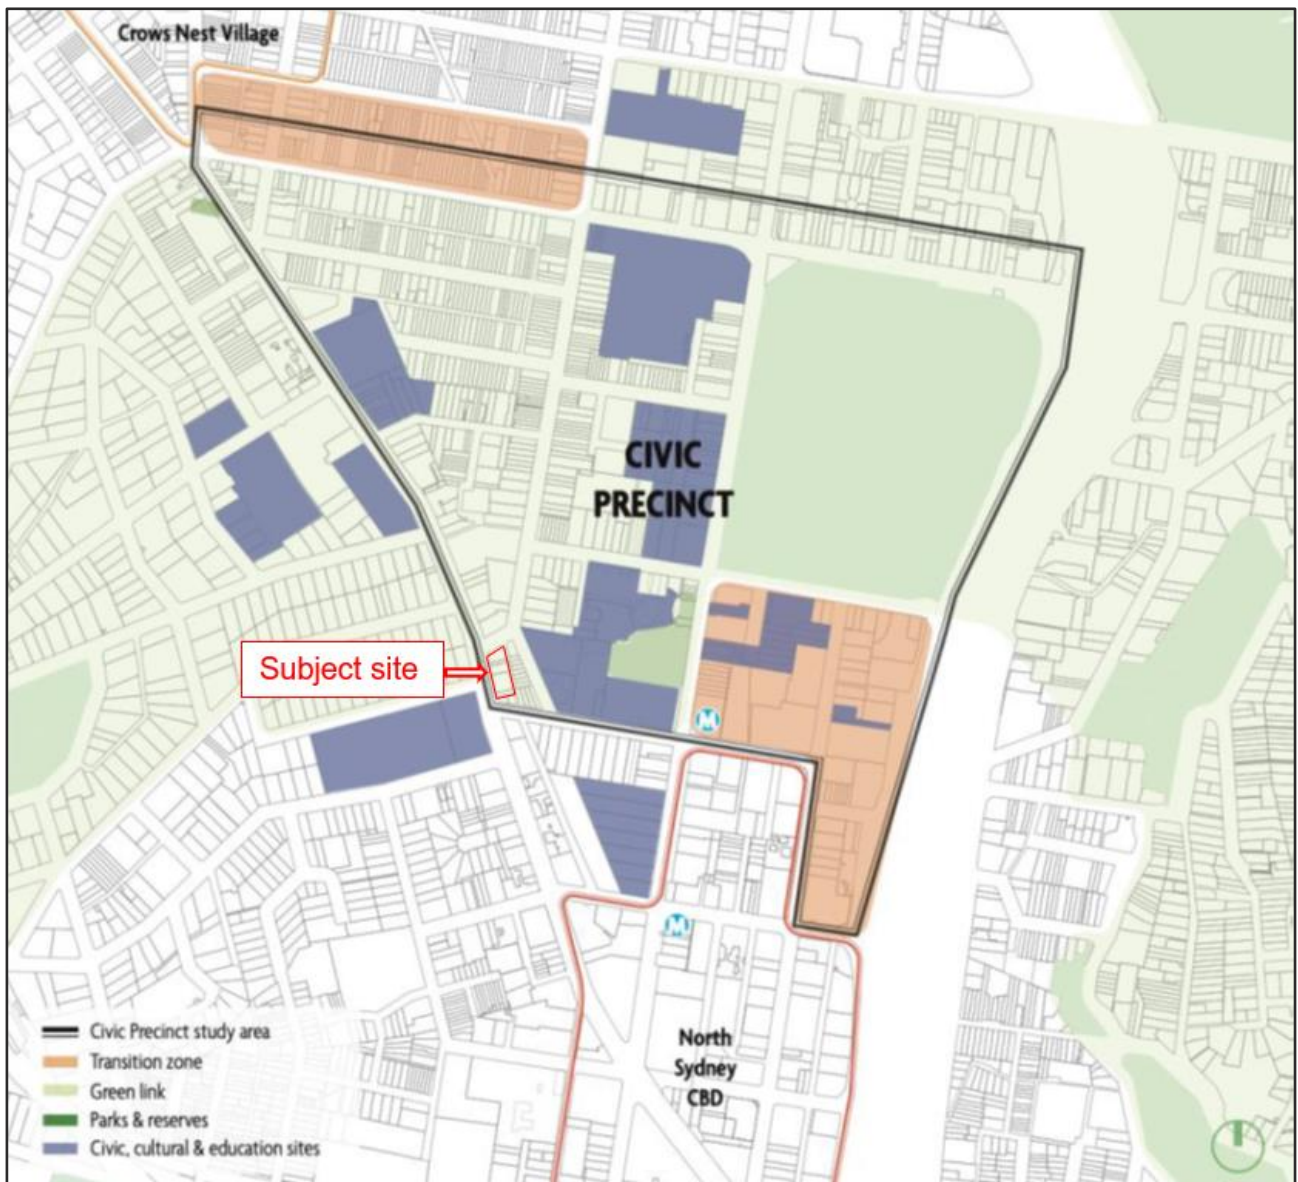 Crows Nest Village
CIVIC
PRECINCT
Subject site
M
M
North
Sydney
CBD
Civic Precinct study area
Transition zone
Green link
Parks & reserves
Civic, cultural & education sites